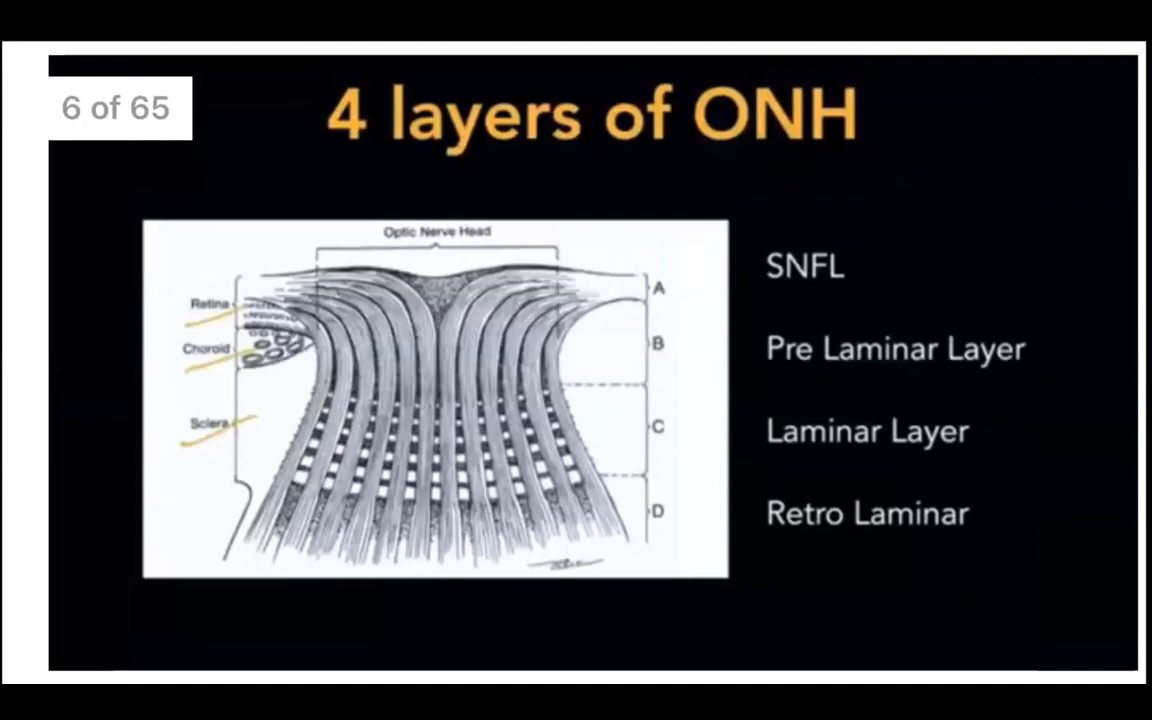 6 of 65
4 layers of ONH
Optic Nerve Head
Retina
Choroid
Sclera
A
B
C
D
SNFL
Pre Laminar Layer
Laminar Layer
Retro Laminar